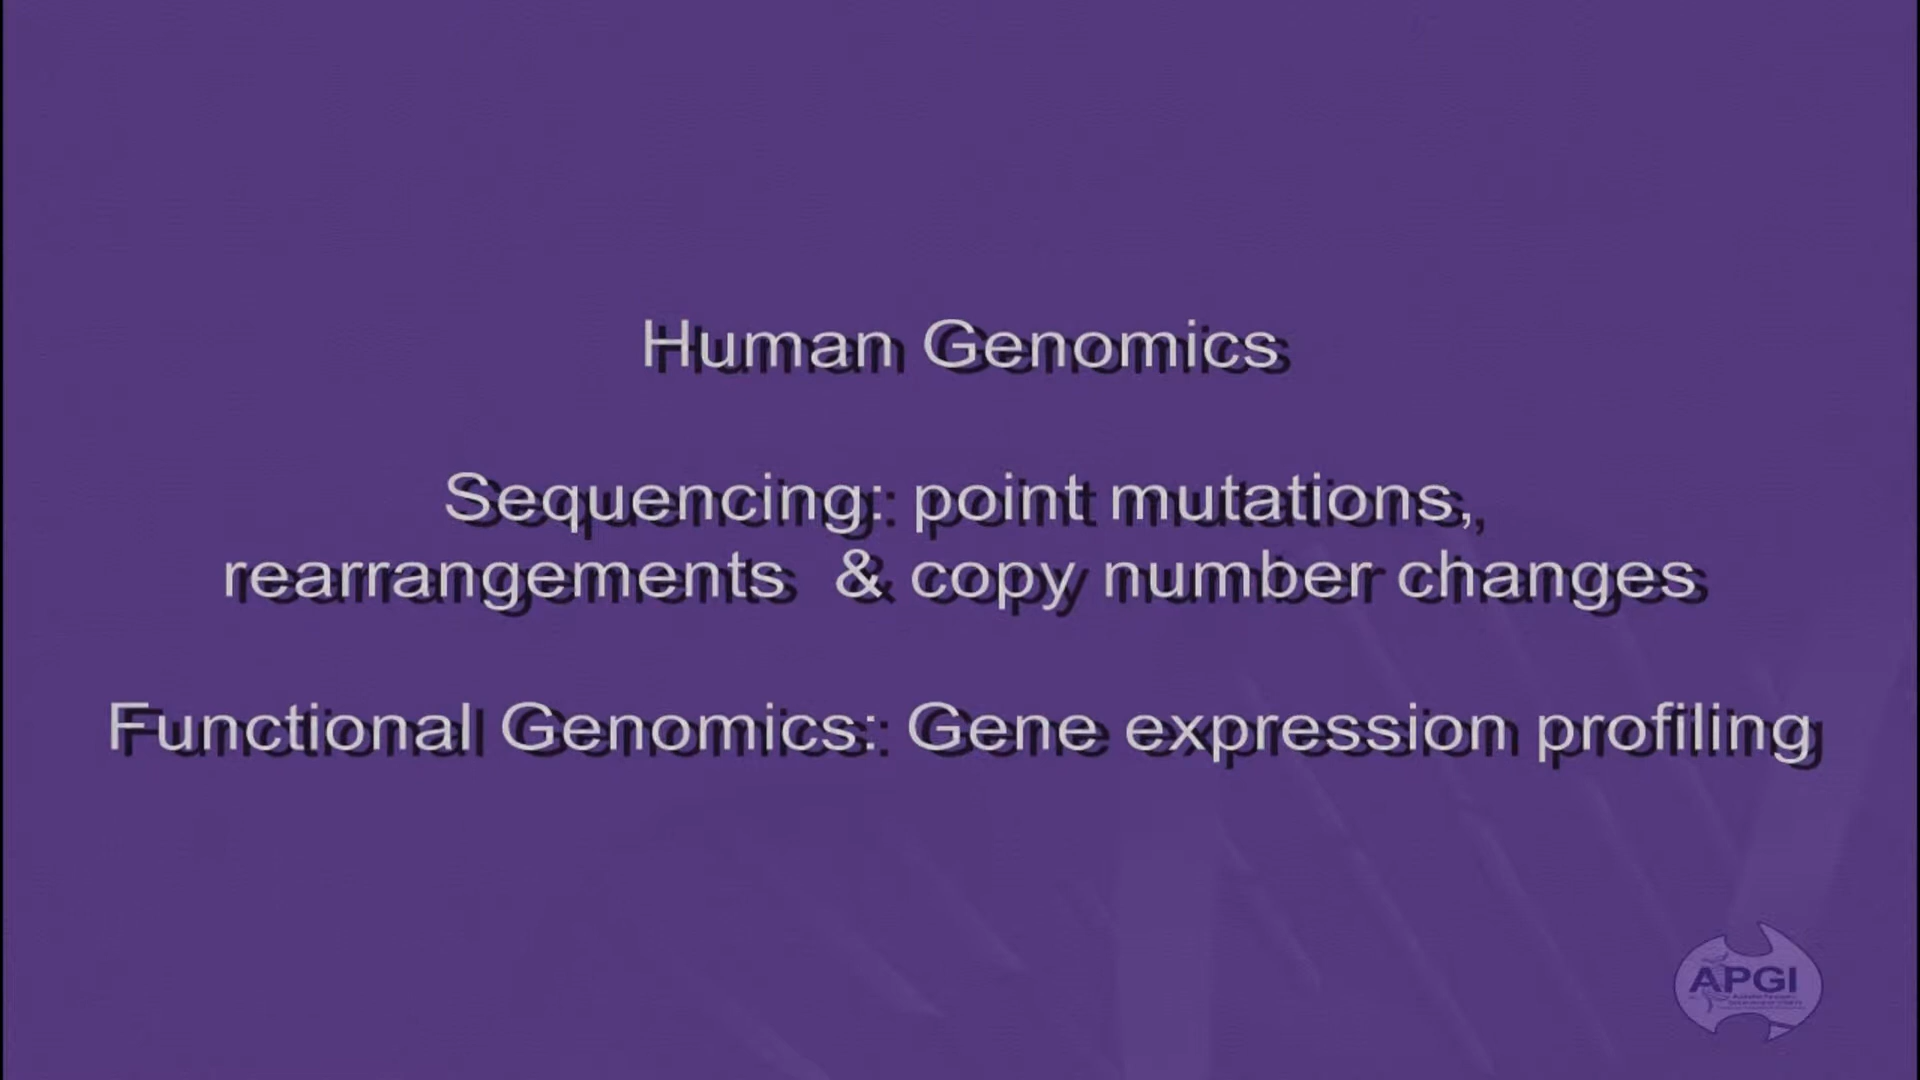 Human Genomics
Sequencing: point mutations,
rearrangements & copy number changes
Functional Genomics: Gene expression profiling
APGI